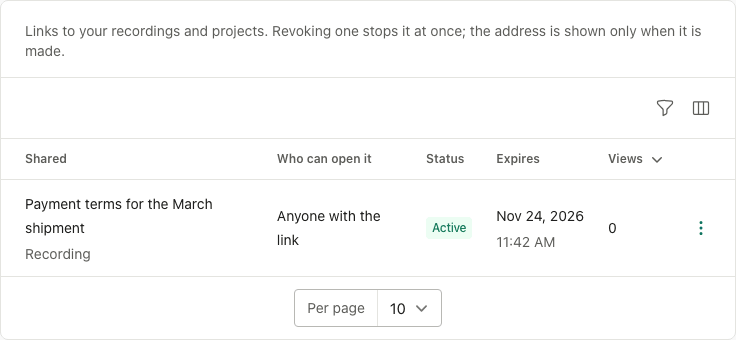 Links to your recordings and projects. Revoking one stops it at once; the address is shown only when it is
made.
Shared
Who can open it
Status
Expires
Views
Payment terms for the March
shipment
Recording
Anyone with the
link
Active
Nov 24, 2026
11:42 AM
0
Per page
10